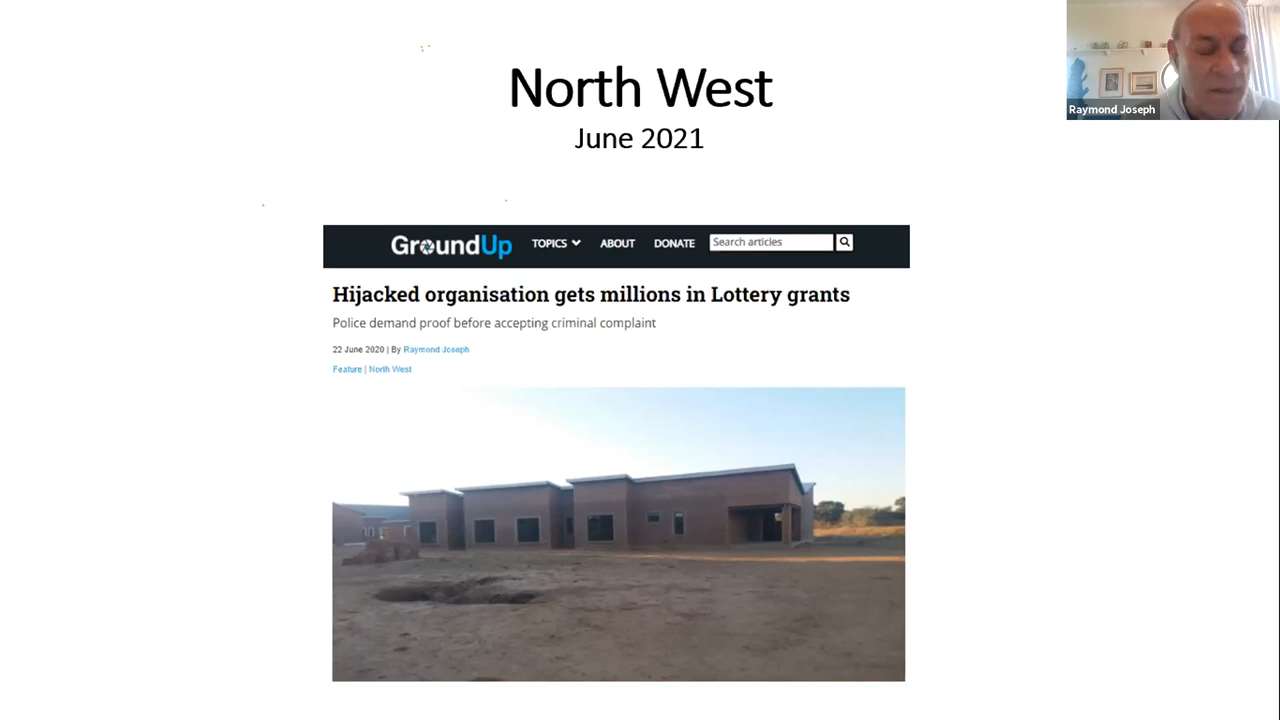 North West
June 2021
Raymond Joseph
GroundUp TOPICS ABOUT DONATE Search articles
Hijacked organisation gets millions in Lottery grants
Police demand proof before accepting criminal complaint
22 June 2020 | By Raymond Joseph
Feature | North West